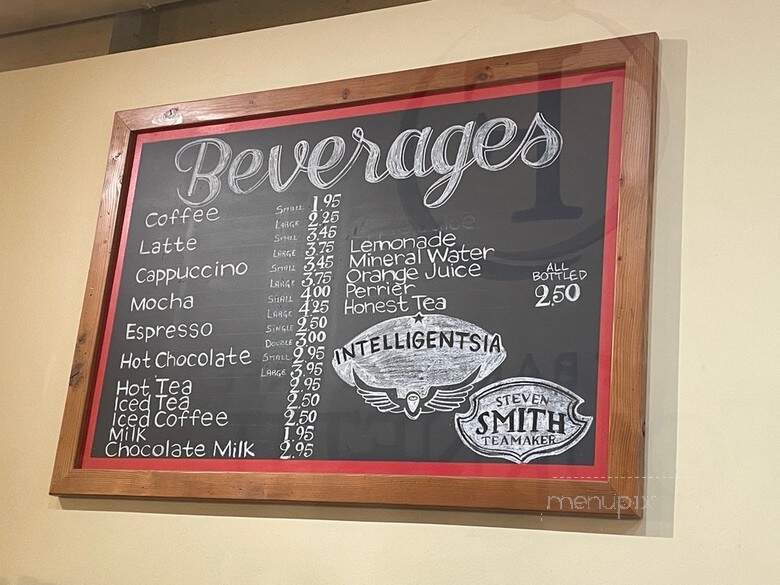 Beverages
Coffee Small 1.95
Large 2.25
Latte Small 3.45
Large 3.75
Cappuccino Small 3.45
Large 3.75
Mocha Small 4.00
Large 4.25
Espresso Single 2.50
Double 3.00
Hot Chocolate Small 2.95
Large 3.95
Hot Tea 2.95
Iced Tea 2.50
Iced Coffee 2.50
Milk 1.95
Chocolate Milk 2.95
Lemonade
Mineral Water
Orange Juice
Perrier
Honest Tea
ALL
BOTTLED
2.50
INTELLIGENTSIA
STEVEN
SMITH
TEAMAKER
menupix